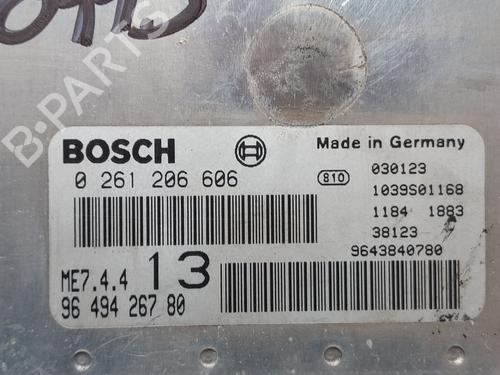 B-PARTS
BOSCH
Made in Germany
0 261 206 606
810
030123
1039S01168
1184 1883
38123
9643840780
ME7.4.4 13
96 494 267 80